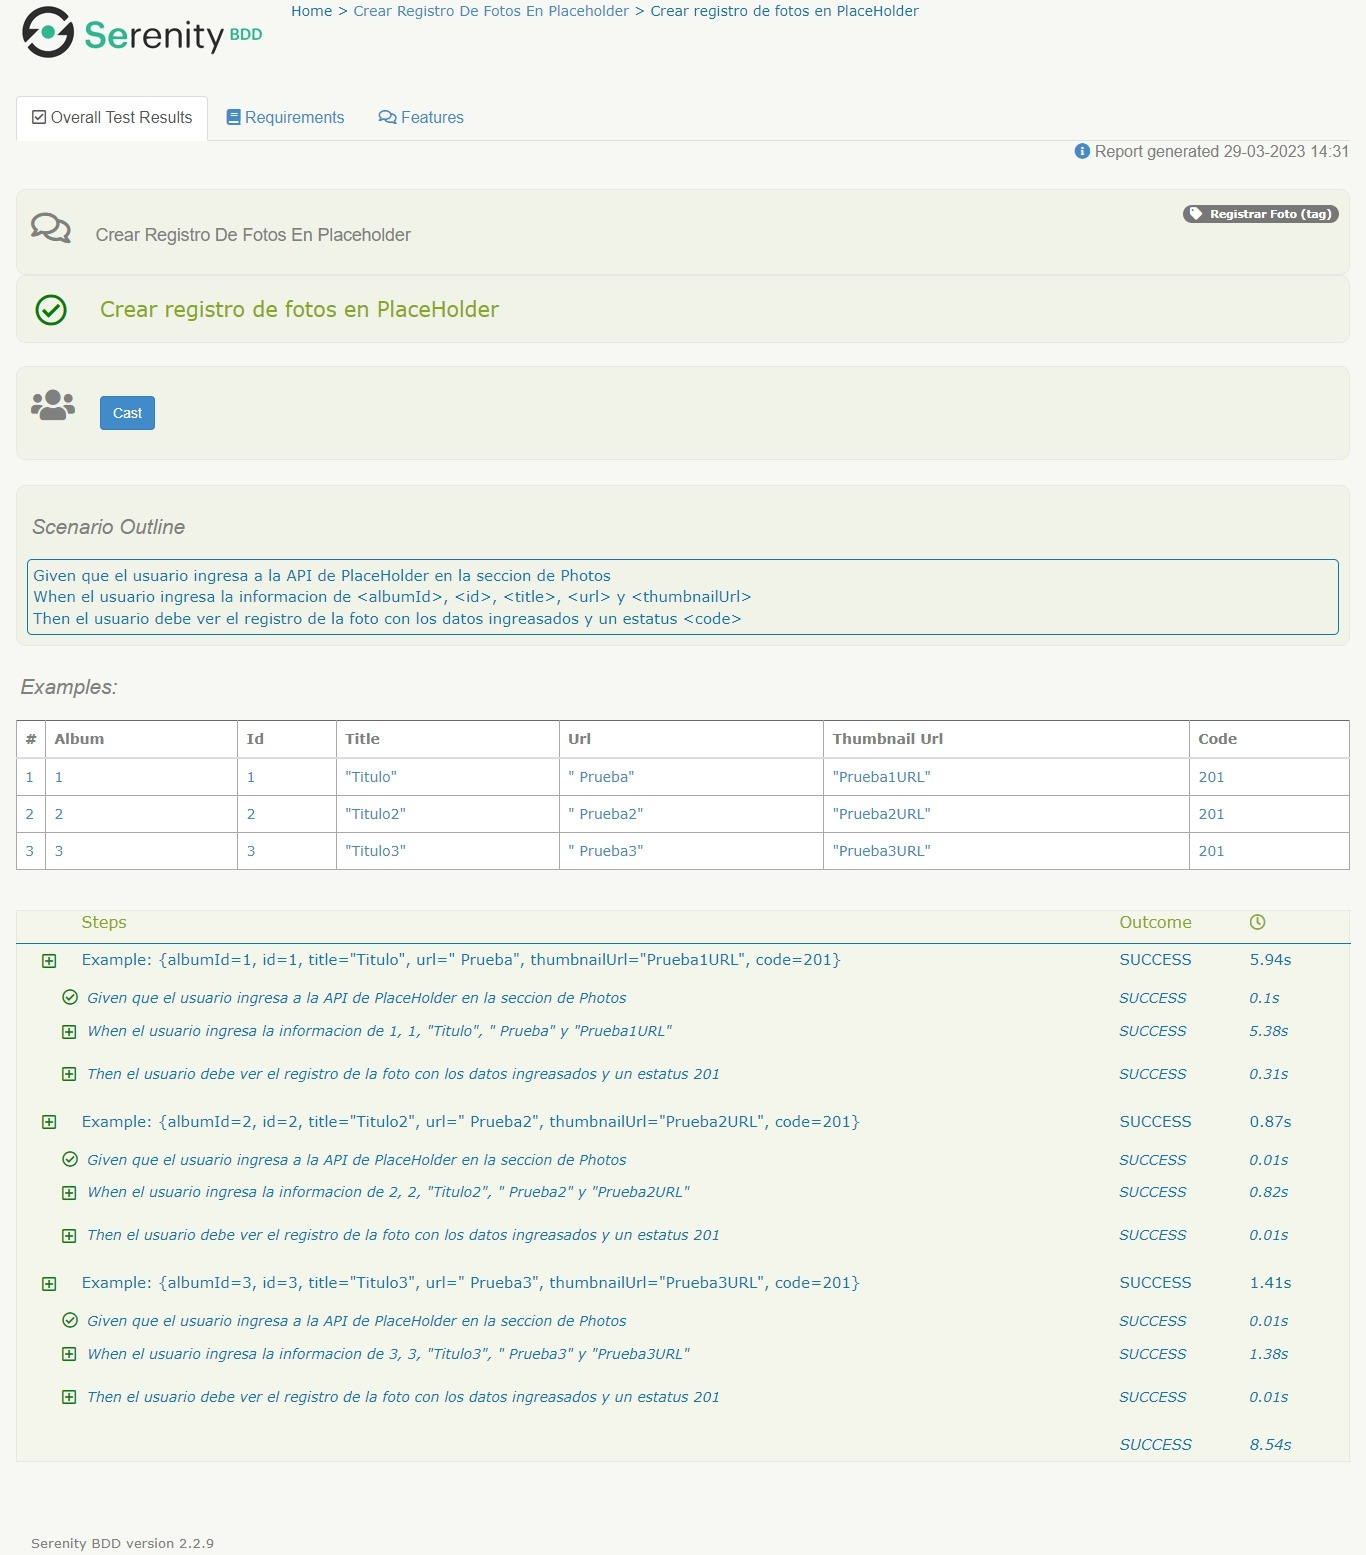 Serenity BDD
Home > Crear Registro De Fotos En Placeholder > Crear registro de fotos en PlaceHolder
Overall Test Results
Requirements
Features
Report generated 29-03-2023 14:31
Registrar Foto (tag)
Crear Registro De Fotos En Placeholder
Crear registro de fotos en PlaceHolder
Cast
Scenario Outline
Given que el usuario ingresa a la API de PlaceHolder en la seccion de Photos
When el usuario ingresa la informacion de <albumId>, <id>, <title>, <url> y <thumbnailUrl>
Then el usuario debe ver el registro de la foto con los datos ingreasados y un estatus <code>
Examples:
# Album Id Title Url Thumbnail Url Code
1 1 1 "Titulo" " Prueba" "Prueba1URL" 201
2 2 2 "Titulo2" " Prueba2" "Prueba2URL" 201
3 3 3 "Titulo3" " Prueba3" "Prueba3URL" 201
Steps Outcome
Example: {albumId=1, id=1, title="Titulo", url=" Prueba", thumbnailUrl="Prueba1URL", code=201} SUCCESS 5.94s
Given que el usuario ingresa a la API de PlaceHolder en la seccion de Photos SUCCESS 0.1s
When el usuario ingresa la informacion de 1, 1, "Titulo", " Prueba" y "Prueba1URL" SUCCESS 5.38s
Then el usuario debe ver el registro de la foto con los datos ingreasados y un estatus 201 SUCCESS 0.31s
Example: {albumId=2, id=2, title="Titulo2", url=" Prueba2", thumbnailUrl="Prueba2URL", code=201} SUCCESS 0.87s
Given que el usuario ingresa a la API de PlaceHolder en la seccion de Photos SUCCESS 0.01s
When el usuario ingresa la informacion de 2, 2, "Titulo2", " Prueba2" y "Prueba2URL" SUCCESS 0.82s
Then el usuario debe ver el registro de la foto con los datos ingreasados y un estatus 201 SUCCESS 0.01s
Example: {albumId=3, id=3, title="Titulo3", url=" Prueba3", thumbnailUrl="Prueba3URL", code=201} SUCCESS 1.41s
Given que el usuario ingresa a la API de PlaceHolder en la seccion de Photos SUCCESS 0.01s
When el usuario ingresa la informacion de 3, 3, "Titulo3", " Prueba3" y "Prueba3URL" SUCCESS 1.38s
Then el usuario debe ver el registro de la foto con los datos ingreasados y un estatus 201 SUCCESS 0.01s
SUCCESS 8.54s
Serenity BDD version 2.2.9